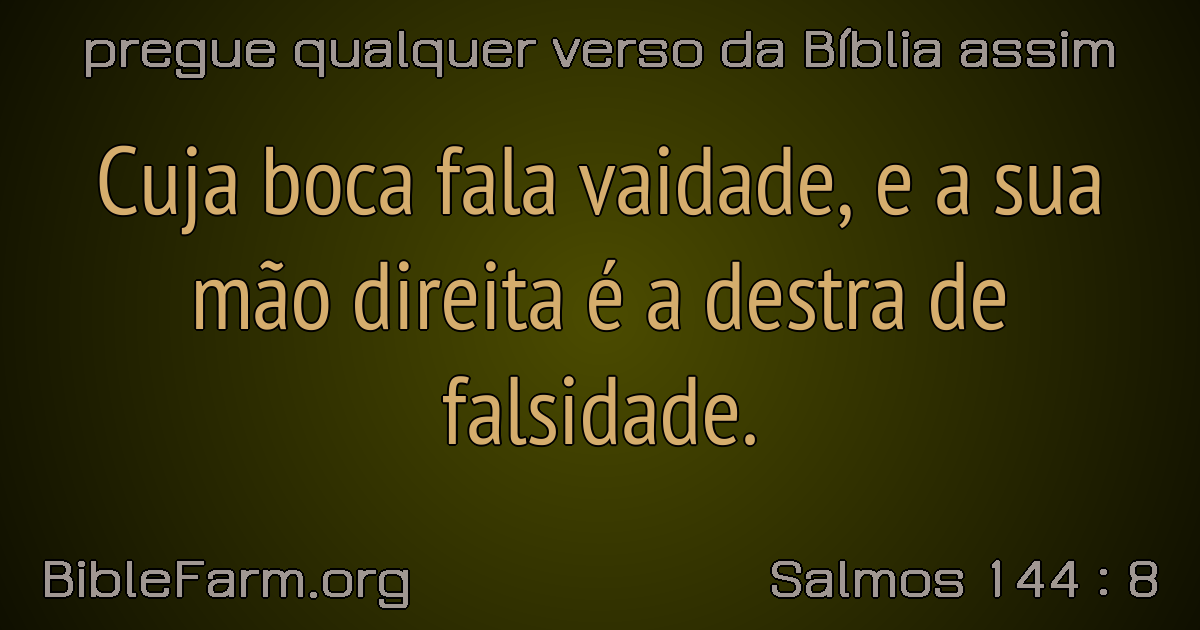 pregue qualquer verso da Bíblia assim
Cuja boca fala vaidade, e a sua
mão direita é a destra de
falsidade.
BibleFarm.org
Salmos 144 : 8